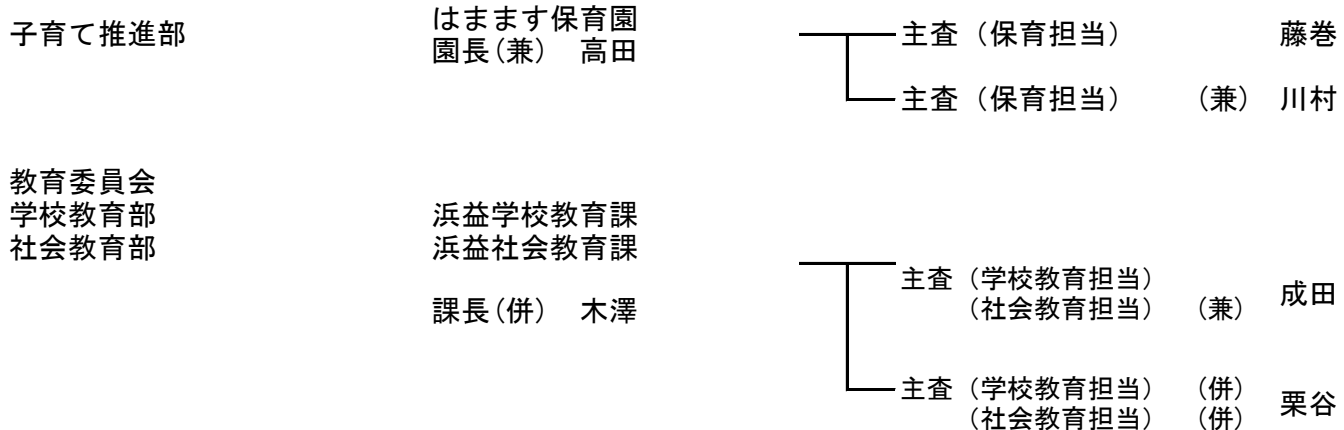 子育て推進部
はまます保育園
園長(兼) 高田
主査（保育担当） 藤巻
主査（保育担当） （兼） 川村
教育委員会
学校教育部
社会教育部
浜益学校教育課
浜益社会教育課
課長(併) 木澤
主査（学校教育担当）
（社会教育担当） （兼）
成田
主査（学校教育担当） （併）
（社会教育担当） （併）
栗谷